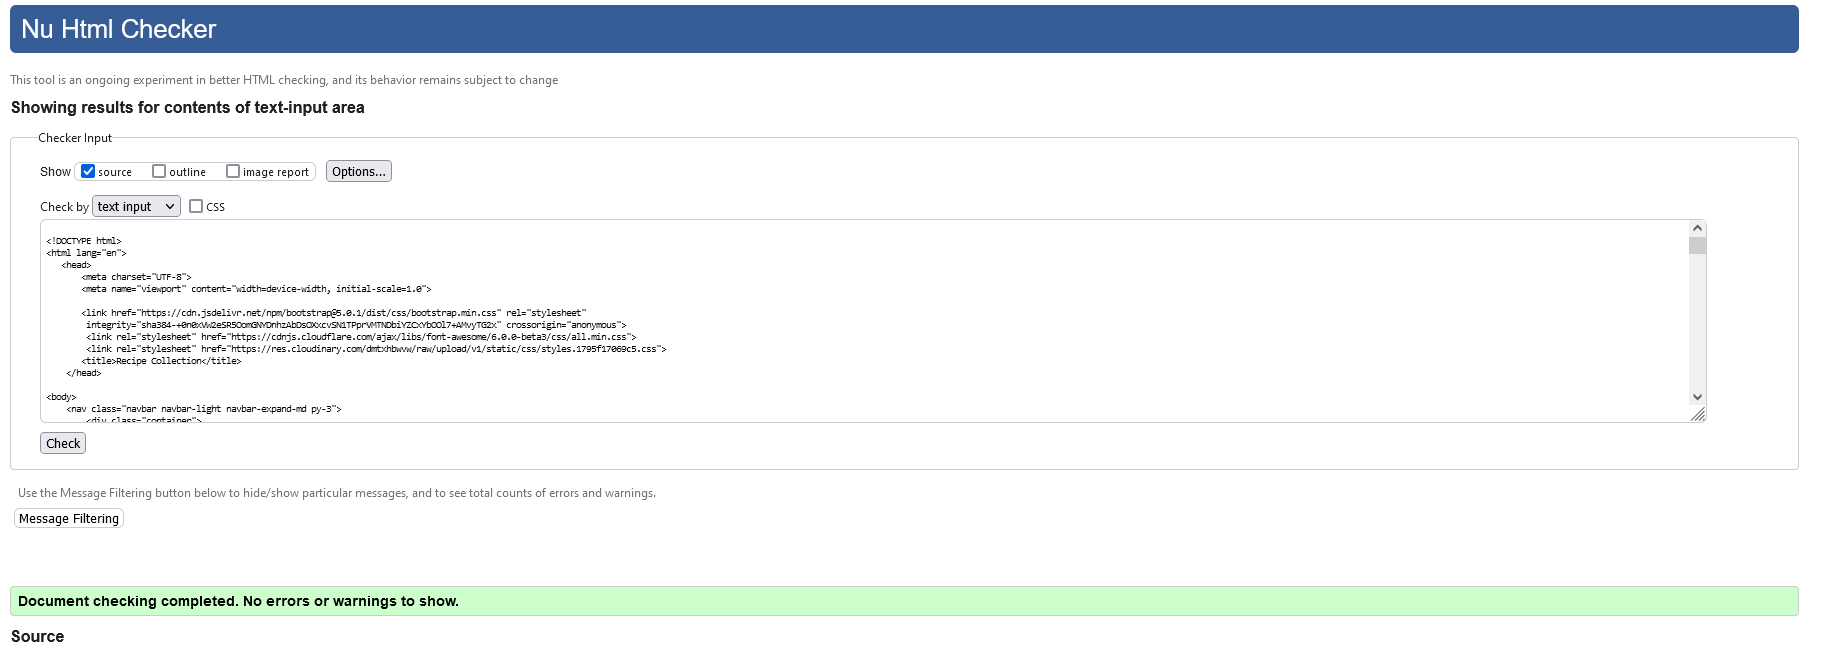 Nu Html Checker
This tool is an ongoing experiment in better HTML checking, and its behavior remains subject to change
Showing results for contents of text-input area
Checker Input
Show source outline image report Options...
Check by text input CSS
<!DOCTYPE html>
<html lang="en">
<head>
<meta charset="UTF-8">
<meta name="viewport" content="width=device-width, initial-scale=1.0">
<link href="https://cdn.jsdelivr.net/npm/bootstrap@5.0.1/dist/css/bootstrap.min.css" rel="stylesheet"
crossorigin="anonymous">
<link rel="stylesheet" href="https://cdnjs.cloudflare.com/ajax/libs/font-awesome/6.0.0-beta3/css/all.min.css">
<link rel="stylesheet" href="https://res.cloudinary.com/dmtxhbwvw/raw/upload/v1/static/css/styles.1795f17069c5.css">
<title>Recipe Collection</title>
</head>
<body>
<nav class="navbar navbar-light navbar-expand-md py-3">
<div class="container">
Check
Use the Message Filtering button below to hide/show particular messages, and to see total counts of errors and warnings.
Message Filtering
Document checking completed. No errors or warnings to show.
Source